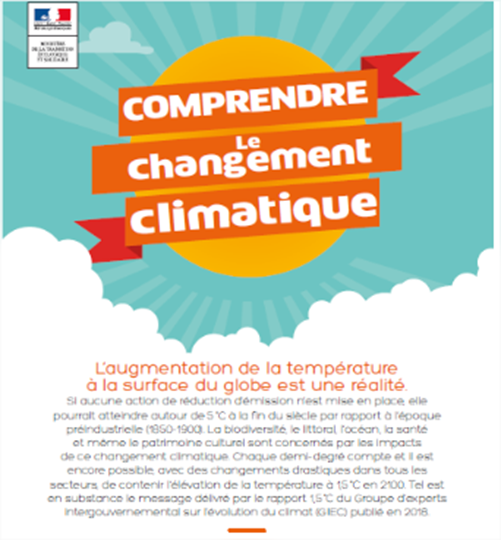 MINISTÈRE
DE LA TRANSITION
ÉCOLOGIQUE
ET SOLIDAIRE
COMPRENDRE
Le
changement
climatique
L'augmentation de la température
à la surface du globe est une réalité.
Si aucune action de réduction d'émission n'est mise en place, elle
pourrait atteindre autour de 5 °C à la fin du siècle par rapport à l'époque
préindustrielle (1850-1900). La biodiversité, le littoral, l'océan, la santé
et même le patrimoine culturel sont concernés par les impacts
de ce changement climatique. Chaque demi-degré compte et il est
encore possible, avec des changements drastiques dans tous les
secteurs, de contenir l'élévation de la température à 1,5 °C en 2100. Tel est
en substance le message délivré par le rapport 1,5 °C du Groupe d'experts
intergouvernemental sur l'évolution du climat (GIEC) publié en 2018.